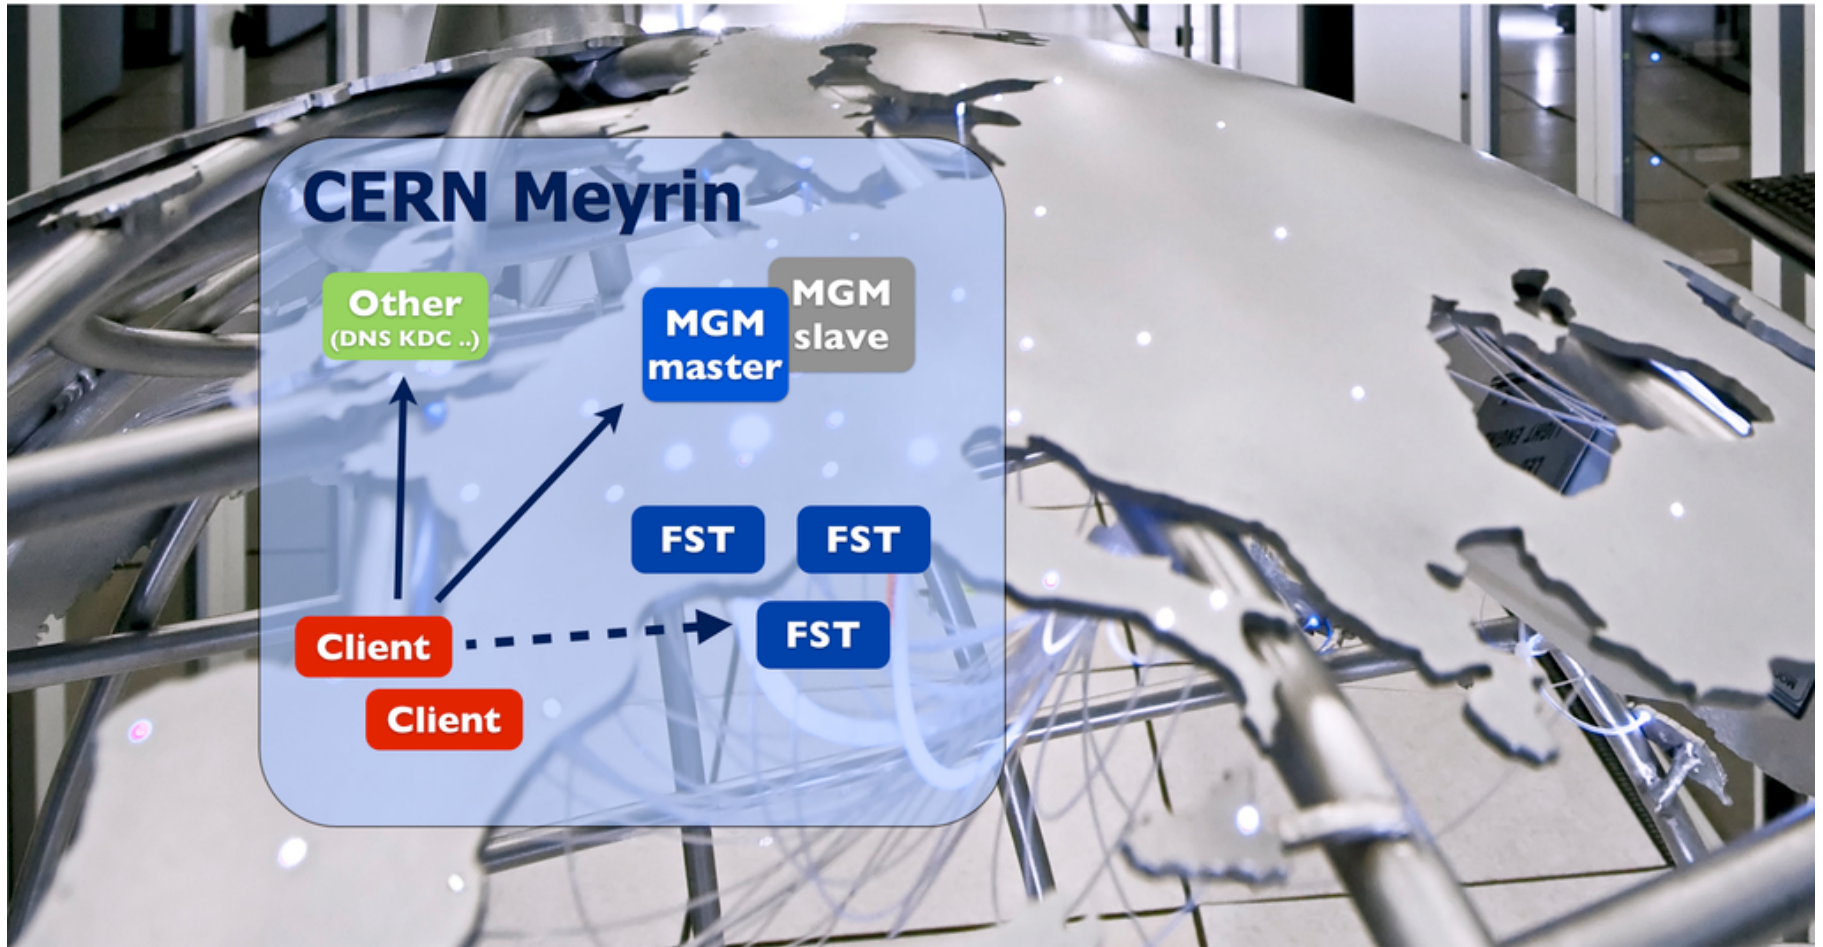 CERN Meyrin
Other
(DNS KDC ..)
MGM
master
MGM
slave
FST
FST
FST
Client
Client